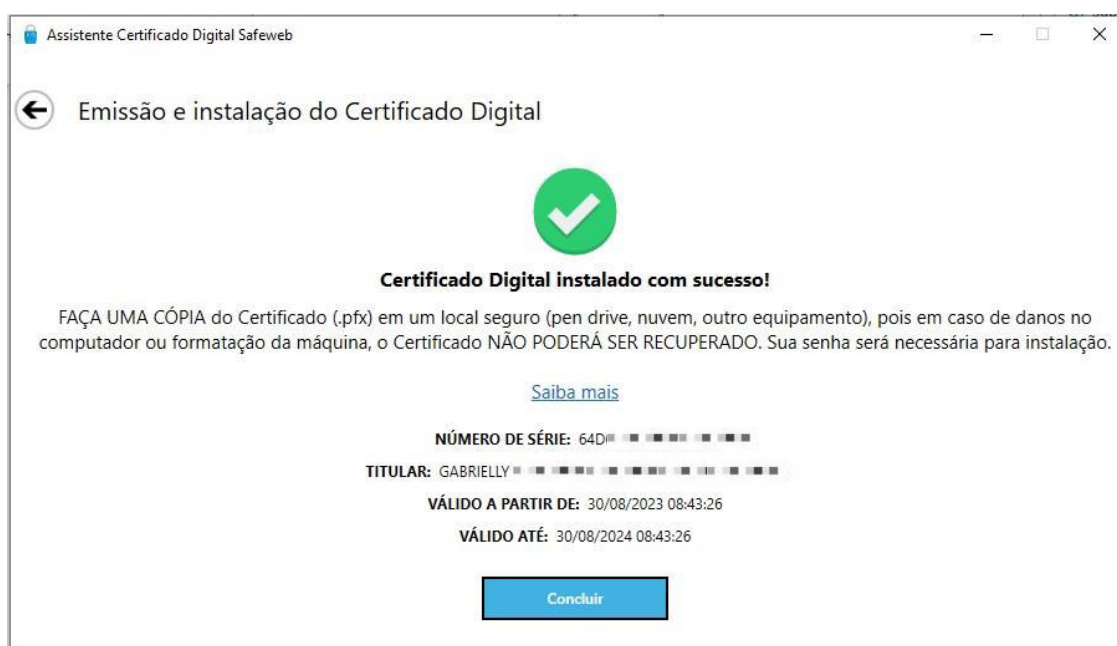 Assistente Certificado Digital Safeweb
Emissão e instalação do Certificado Digital
Certificado Digital instalado com sucesso!
FAÇA UMA CÓPIA do Certificado (.pfx) em um local seguro (pen drive, nuvem, outro equipamento), pois em caso de danos no
computador ou formatação da máquina, o Certificado NÃO PODERÁ SER RECUPERADO. Sua senha será necessária para instalação.
Saiba mais
NÚMERO DE SÉRIE: 64D
TITULAR: GABRIELLY
VÁLIDO A PARTIR DE: 30/08/2023 08:43:26
VÁLIDO ATÉ: 30/08/2024 08:43:26
Concluir